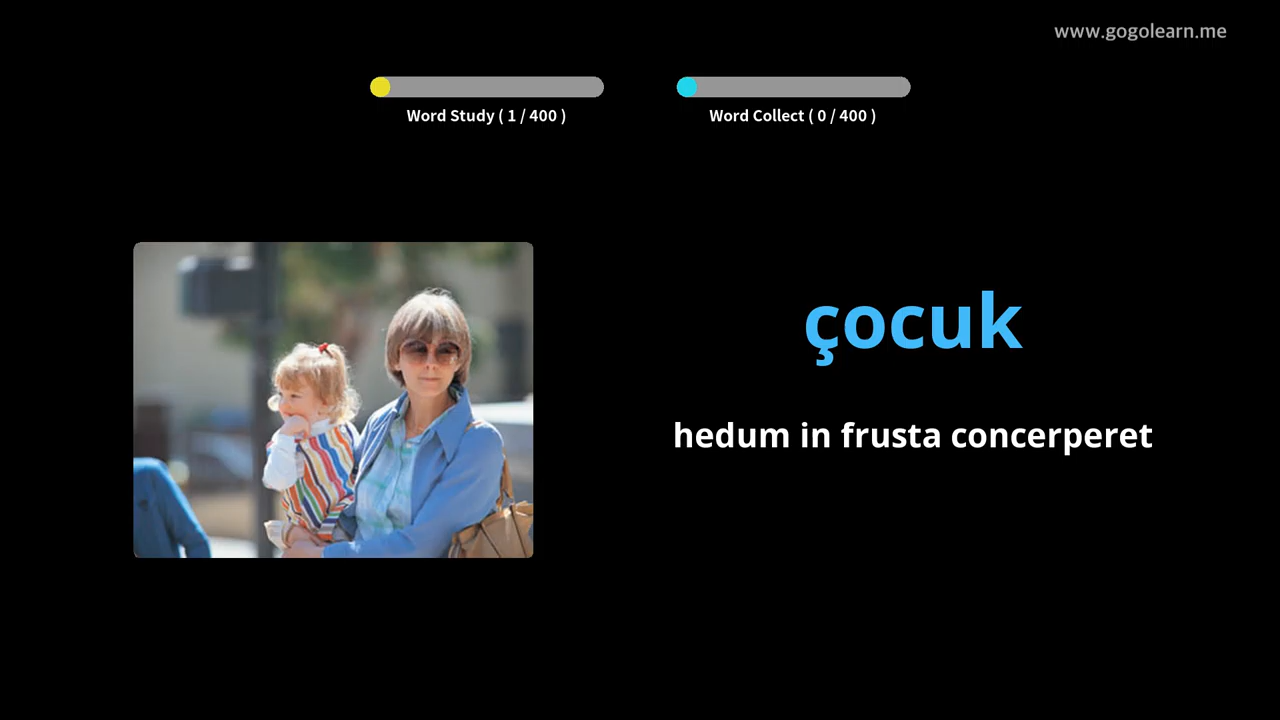 www.gogolearn.me
Word Study ( 1 / 400 )
Word Collect ( 0 / 400 )
çocuk
hedum in frusta concerperet